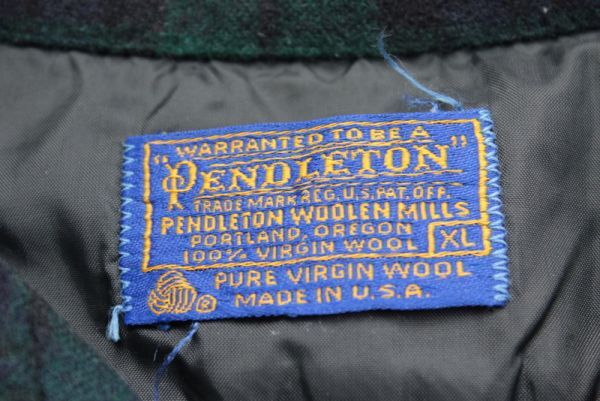 "WARRANTED TO BE A
PENDLETON"
TRADE MARK REG. U.S. PAT. OFF.
PENDLETON WOOLEN MILLS
PORTLAND, OREGON
100% VIRGIN WOOL XL
PURE VIRGIN WOOL
® MADE IN U.S.A.